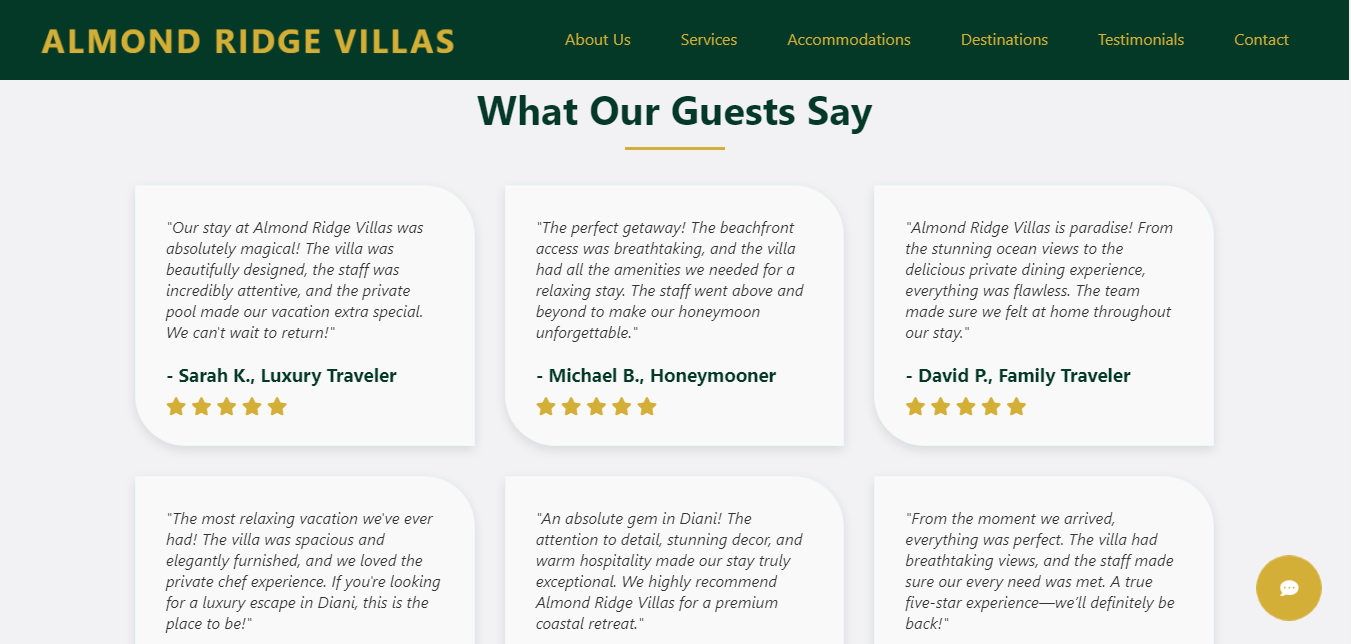 ALMOND RIDGE VILLAS
About Us
Services
Accommodations
Destinations
Testimonials
Contact
What Our Guests Say
"Our stay at Almond Ridge Villas was
absolutely magical! The villa was
beautifully designed, the staff was
incredibly attentive, and the private
pool made our vacation extra special.
We can't wait to return!"
- Sarah K., Luxury Traveler
"The perfect getaway! The beachfront
access was breathtaking, and the villa
had all the amenities we needed for a
relaxing stay. The staff went above and
beyond to make our honeymoon
unforgettable."
- Michael B., Honeymooner
"Almond Ridge Villas is paradise! From
the stunning ocean views to the
delicious private dining experience,
everything was flawless. The team
made sure we felt at home throughout
our stay."
- David P., Family Traveler
"The most relaxing vacation we've ever
had! The villa was spacious and
elegantly furnished, and we loved the
private chef experience. If you're looking
for a luxury escape in Diani, this is the
place to be!"
"An absolute gem in Diani! The
attention to detail, stunning decor, and
warm hospitality made our stay truly
exceptional. We highly recommend
Almond Ridge Villas for a premium
coastal retreat."
"From the moment we arrived,
everything was perfect. The villa had
breathtaking views, and the staff made
sure our every need was met. A true
five-star experience—we’ll definitely be
back!"